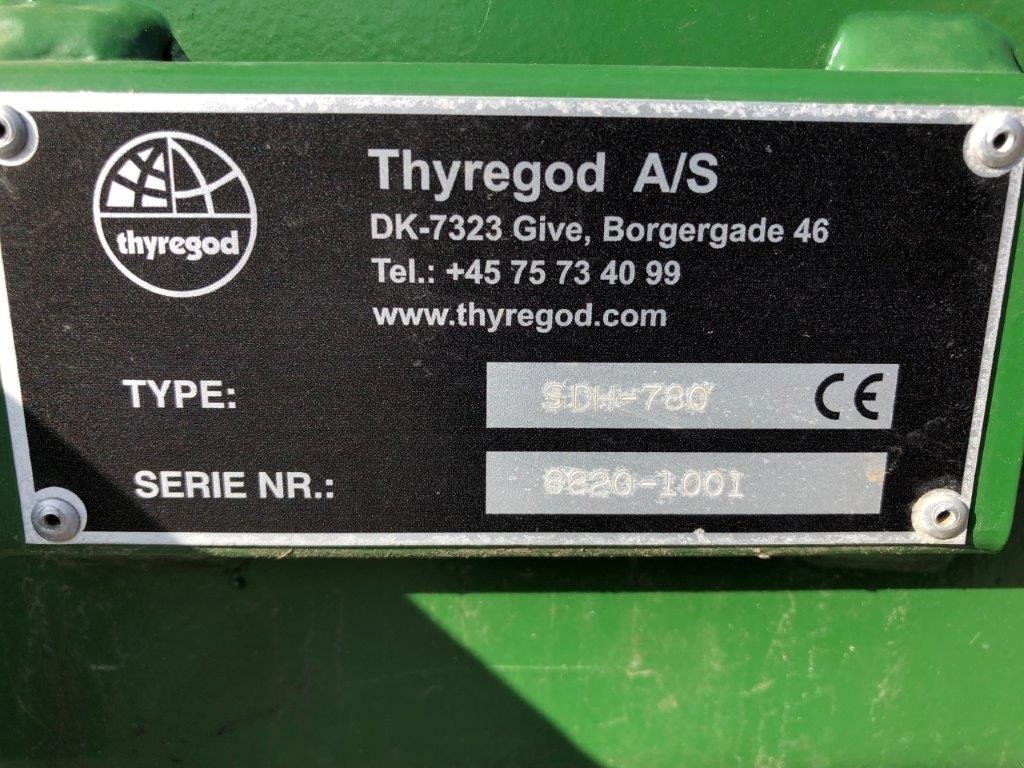 thyregod
Thyregod A/S
DK-7323 Give, Borgergade 46
Tel.: +45 75 73 40 99
www.thyregod.com
TYPE: SDH-780 CE
SERIE NR.: 8820-1001